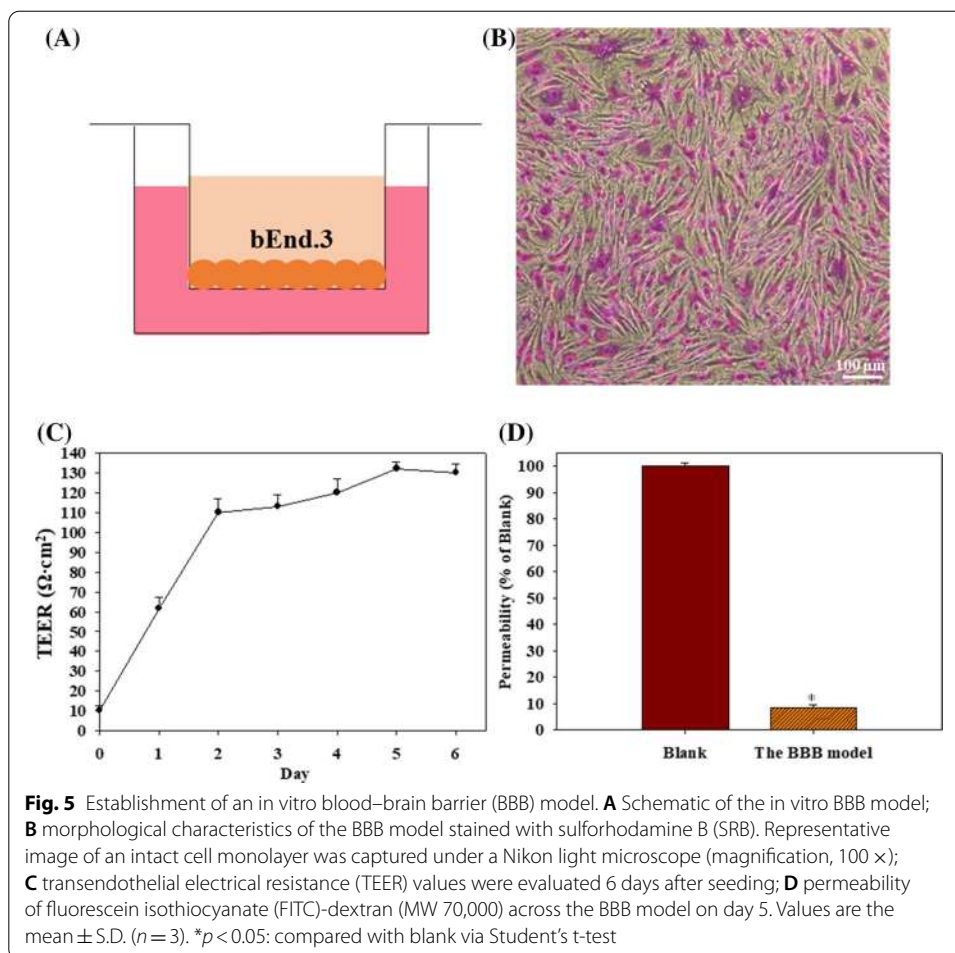 (A)
(B)
bEnd.3
100 μm
(C)
140
130
120
110
100
90
80
70
60
50
40
30
20
10
0
TEER (Ω·cm²)
0 1 2 3 4 5 6
Day
(D)
100
90
80
70
60
50
40
30
20
10
0
Permeability (% of Blank)
*
Blank The BBB model
Fig. 5 Establishment of an in vitro blood–brain barrier (BBB) model. A Schematic of the in vitro BBB model;
B morphological characteristics of the BBB model stained with sulforhodamine B (SRB). Representative
image of an intact cell monolayer was captured under a Nikon light microscope (magnification, 100 ×);
C transendothelial electrical resistance (TEER) values were evaluated 6 days after seeding; D permeability
of fluorescein isothiocyanate (FITC)-dextran (MW 70,000) across the BBB model on day 5. Values are the
mean ± S.D. (n = 3). *p < 0.05: compared with blank via Student's t-test